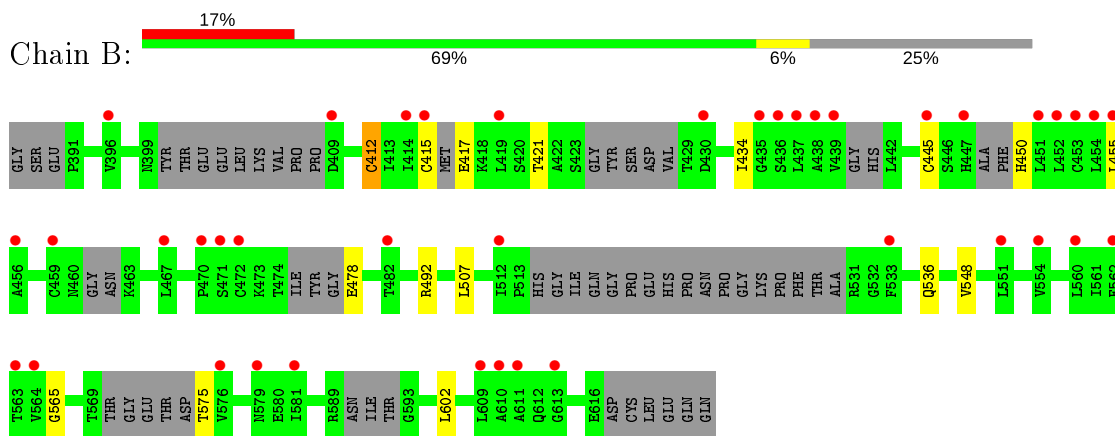 17%
Chain B:
69% 6% 25%
GLY SER GLU P391 V396 N399 TYR THR GLU GLU LEU LYS VAL PRO PRO D409 C412 I413 I414 C415 MET E417 K418 L419 S420 T421 A422 S423 GLY TYR SER ASP VAL T429 D430 I434 G435 S436 L437 A438 V439 GLY HIS L442 C445 S446 H447 ALA PHE H450 L451 L452 C453 L454 L455
A456 C459 N460 GLY ASN K463 L467 P470 S471 C472 K473 T474 ILE TYR GLY E478 T482 R492 L507 I512 P513 HIS GLY ILE GLN GLY PRO GLU HIS PRO ASN PRO GLY LYS PRO PHE THR ALA R531 G532 F533 Q536 V548 L551 V554 L560 I561
T563 V564 G565 T569 THR GLY GLU THR ASP T575 V576 N579 E580 I581 R589 ASN ILE THR G593 L602 L609 A610 A611 Q612 G613 E616 ASP CYS LEU GLU GLN GLN